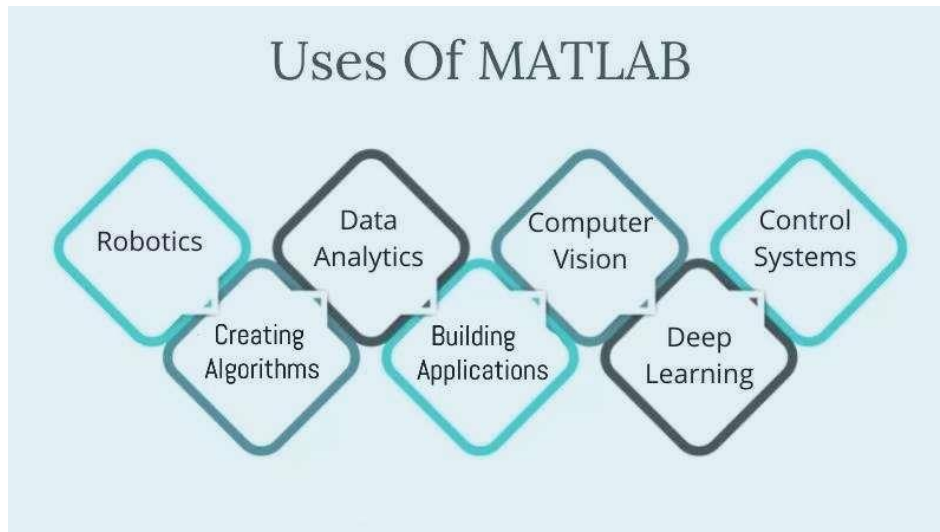 Uses Of MATLAB
Robotics
Creating
Algorithms
Data
Analytics
Building
Applications
Computer
Vision
Deep
Learning
Control
Systems